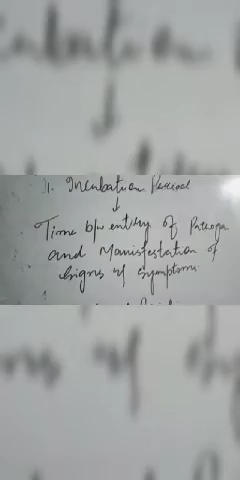 1. Incubation Period
↓
Time b/w entry of Pathogen
and Manifestation of
Signs of Symptoms